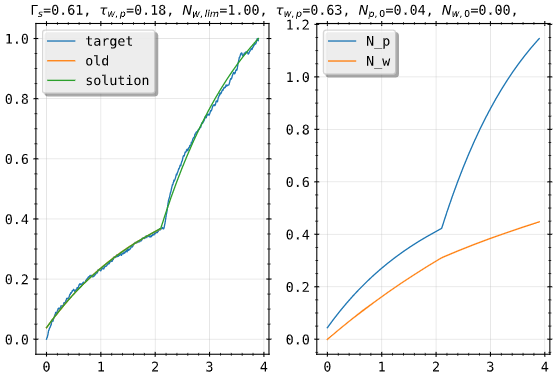 Γs=0.61, τw,p=0.18, Nw,lim=1.00, τw,p=0.63, Np,0=0.04, Nw,0=0.00,
target
old
solution
1.0
0.8
0.6
0.4
0.2
0.0
0 1 2 3 4
N_p
N_w
1.2
1.0
0.8
0.6
0.4
0.2
0.0
0 1 2 3 4